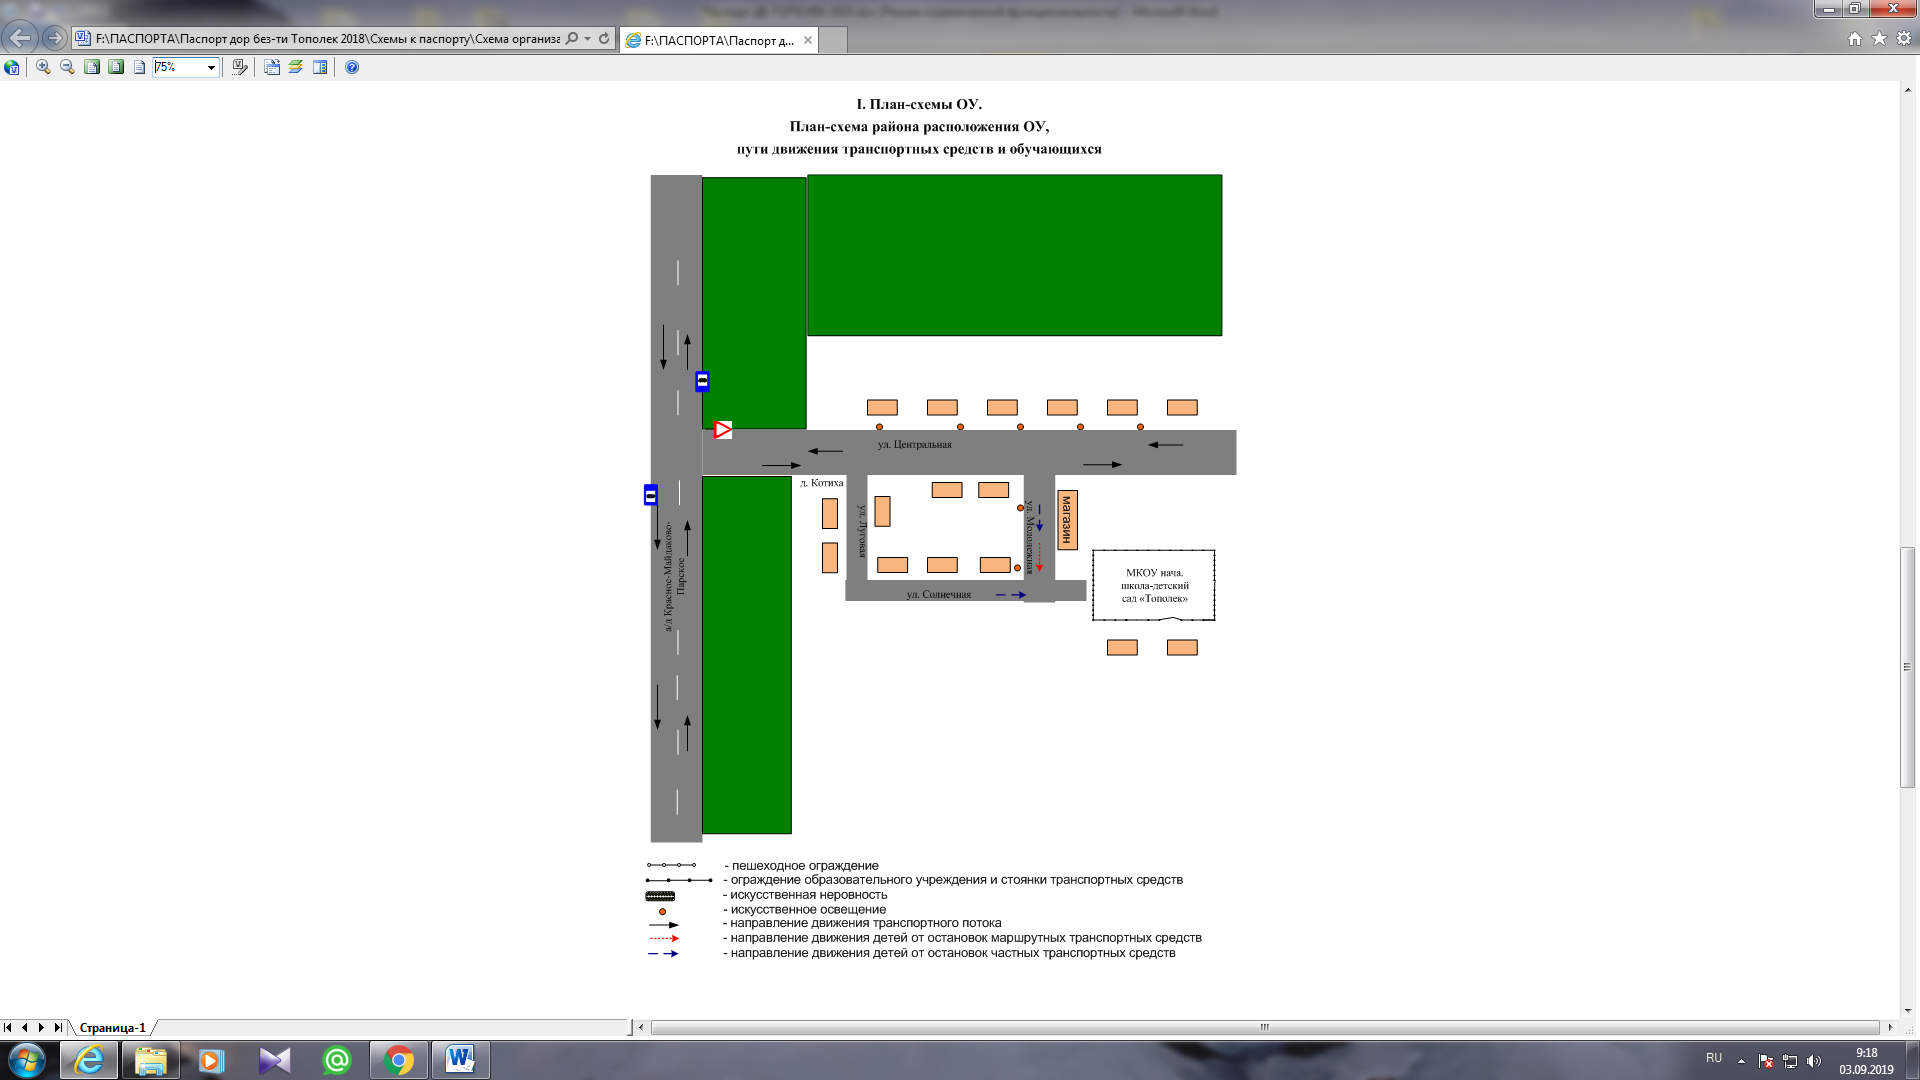 F:\ПАСПОРТА\Паспорт дор без-ти Тополек 2018\Схемы к паспорту\Схема организа
F:\ПАСПОРТА\Паспорт д...
75%
I. План-схемы ОУ.
План-схема района расположения ОУ,
пути движения транспортных средств и обучающихся
ул. Центральная
д. Котиха
ул. Луговая
ул. Молодежная
магазин
а/д Красное-Майдаково-
Парское
МКОУ нача.
школа-детский
сад «Тополек»
ул. Солнечная
- пешеходное ограждение
- ограждение образовательного учреждения и стоянки транспортных средств
- искусственная неровность
- искусственное освещение
- направление движения транспортного потока
- направление движения детей от остановок маршрутных транспортных средств
- направление движения детей от остановок частных транспортных средств
Страница-1
RU
9:18
03.09.2019